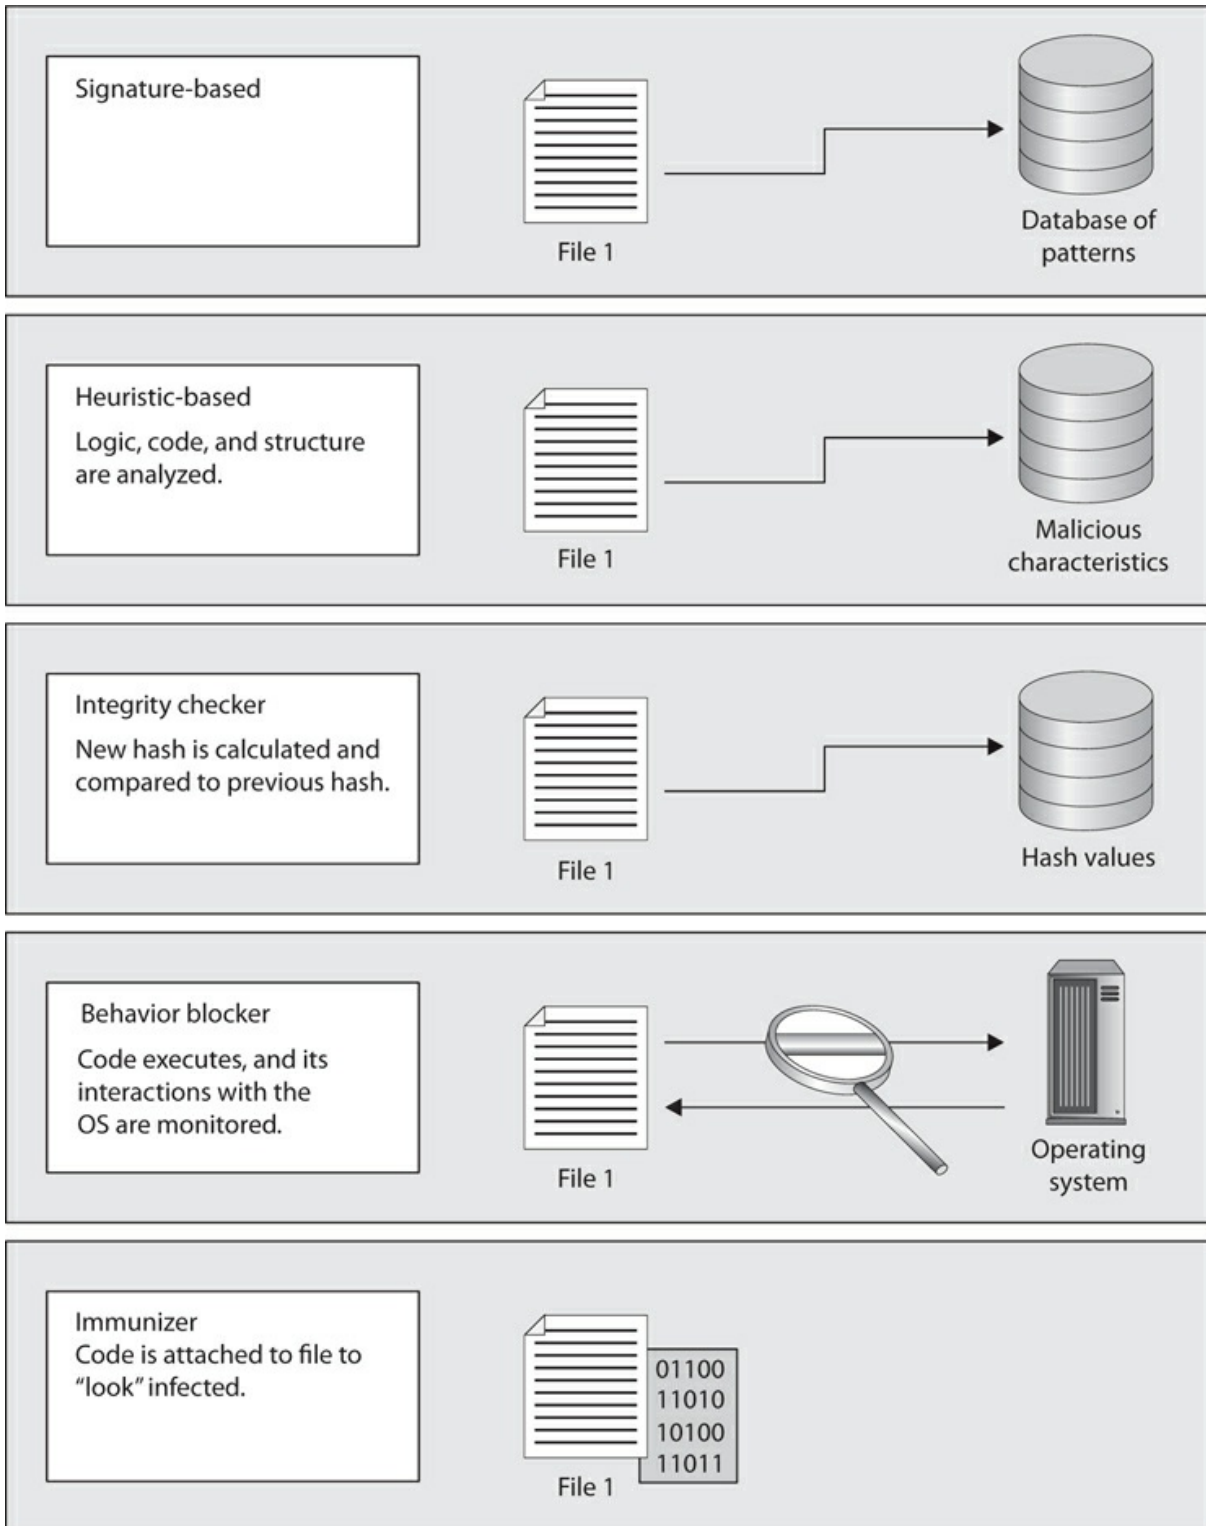 Signature-based
File 1
Database of
patterns
Heuristic-based
Logic, code, and structure
are analyzed.
File 1
Malicious
characteristics
Integrity checker
New hash is calculated and
compared to previous hash.
File 1
Hash values
Behavior blocker
Code executes, and its
interactions with the
OS are monitored.
File 1
Operating
system
Immunizer
Code is attached to file to
“look” infected.
File 1
01100
11010
10100
11011